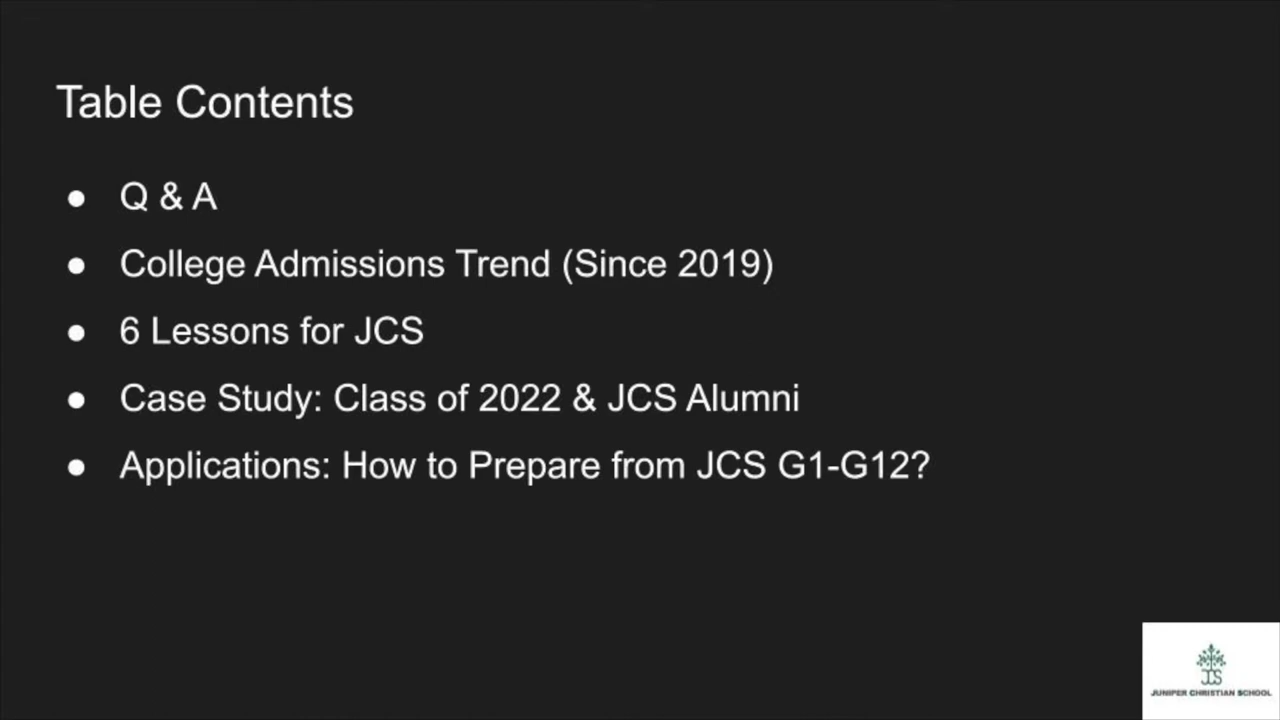 Table Contents
● Q & A
● College Admissions Trend (Since 2019)
● 6 Lessons for JCS
● Case Study: Class of 2022 & JCS Alumni
● Applications: How to Prepare from JCS G1-G12?
JCS
JUNIPER CHRISTIAN SCHOOL